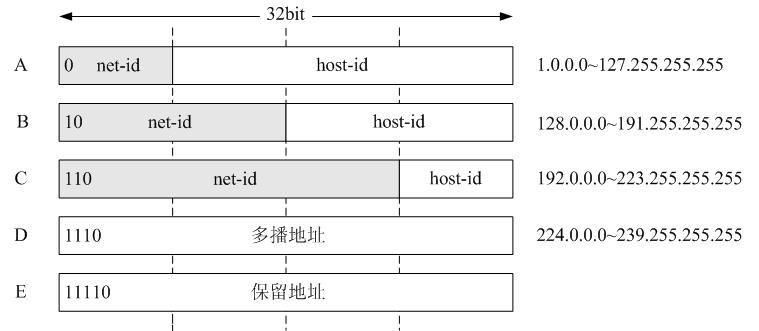 32bit
A 0 net-id host-id 1.0.0.0~127.255.255.255
B 10 net-id host-id 128.0.0.0~191.255.255.255
C 110 net-id host-id 192.0.0.0~223.255.255.255
D 1110 多播地址 224.0.0.0~239.255.255.255
E 11110 保留地址